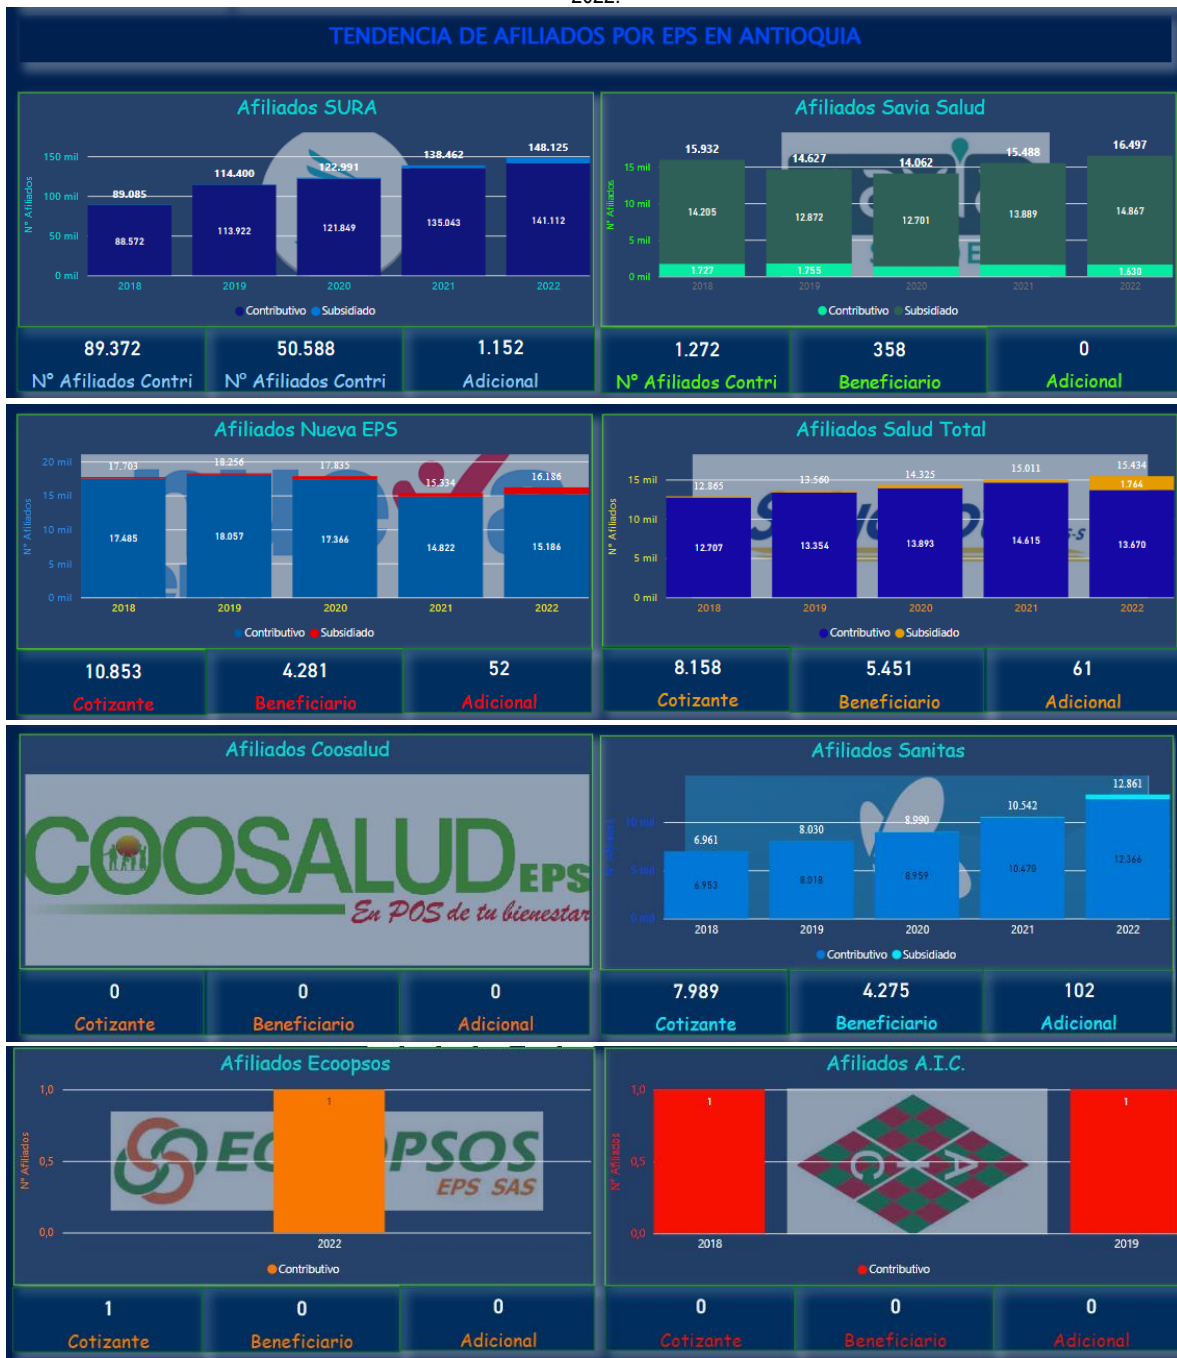 2022.
TENDENCIA DE AFILIADOS POR EPS EN ANTIOQUIA
Afiliados SURA
N° Afiliados
150 mil
100 mil
50 mil
0 mil
89.085
114.400
122.991
138.462
148.125
88.572
113.922
121.849
135.043
141.112
2018 2019 2020 2021 2022
Contributivo Subsidiado
89.372 50.588 1.152
N° Afiliados Contri N° Afiliados Contri Adicional
Afiliados Savia Salud
N° Afiliados
15 mil
10 mil
5 mil
0 mil
15.932
14.627
14.062
15.488
16.497
14.205
12.872
12.701
13.889
14.867
1.727
1.755
1.630
2018 2019 2020 2021 2022
Contributivo Subsidiado
1.272 358 0
N° Afiliados Contri Beneficiario Adicional
Afiliados Nueva EPS
N° Afiliados
20 mil
15 mil
10 mil
5 mil
0 mil
17.703
18.256
17.835
15.334
16.186
17.485
18.057
17.366
14.822
15.186
2018 2019 2020 2021 2022
Contributivo Subsidiado
10.853 4.281 52
Cotizante Beneficiario Adicional
Afiliados Salud Total
N° Afiliados
15 mil
10 mil
5 mil
0 mil
12.865
13.560
14.325
15.011
15.434
1.764
12.707
13.354
13.893
14.615
13.670
2018 2019 2020 2021 2022
Contributivo Subsidiado
8.158 5.451 61
Cotizante Beneficiario Adicional
Afiliados Coosalud
COOSALUD EPS
En POS de tu bienestar
0 0 0
Cotizante Beneficiario Adicional
Afiliados Sanitas
N° Afiliados
10 mil
5 mil
0 mil
6.961
8.030
8.990
10.542
12.861
6.953
8.018
8.959
10.470
12.366
2018 2019 2020 2021 2022
Contributivo Subsidiado
7.989 4.275 102
Cotizante Beneficiario Adicional
Afiliados Ecoopsos
N° Afiliados
1,0
0,5
0,0
1
EPS SAS
2022
Contributivo
1 0 0
Cotizante Beneficiario Adicional
Afiliados A.I.C.
N° Afiliados
1,0
0,5
0,0
1 1
2018 2019
Contributivo
0 0 0
Cotizante Beneficiario Adicional